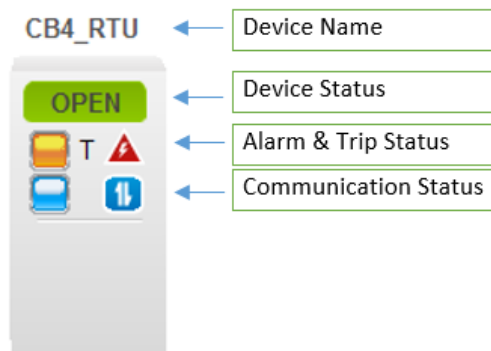 CB4_RTU
Device Name
OPEN
Device Status
T
Alarm & Trip Status
Communication Status